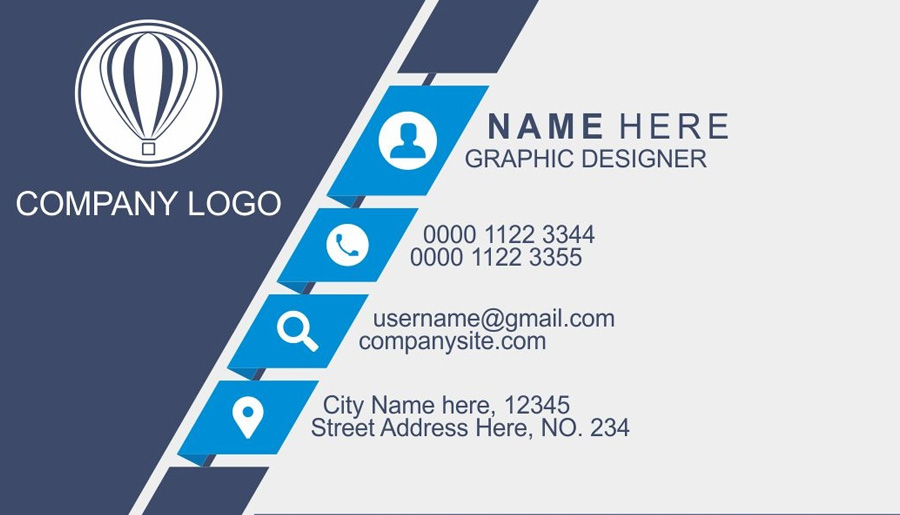 COMPANY LOGO
NAME HERE
GRAPHIC DESIGNER
0000 1122 3344
0000 1122 3355
username@gmail.com
companysite.com
City Name here, 12345
Street Address Here, NO. 234